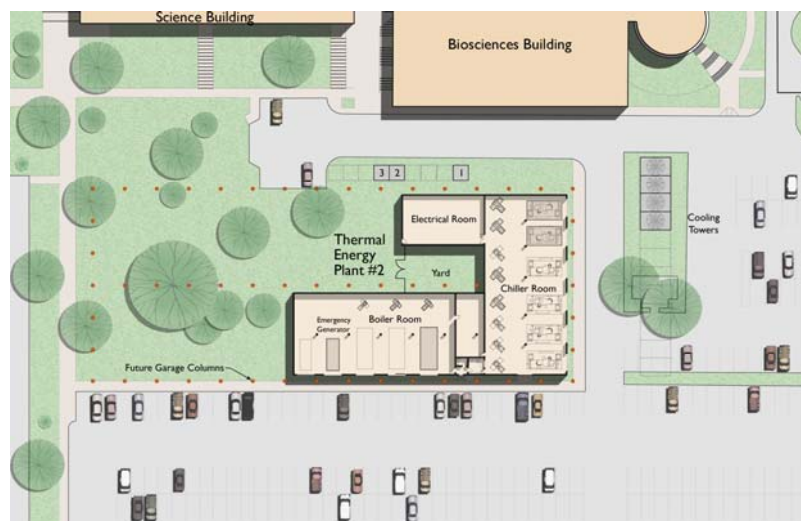 Science Building
Biosciences Building
3 2 1
Electrical Room
Cooling
Towers
Thermal
Energy
Plant #2
Yard
Chiller Room
Emergency
Generator
Boiler Room
Future Garage Columns